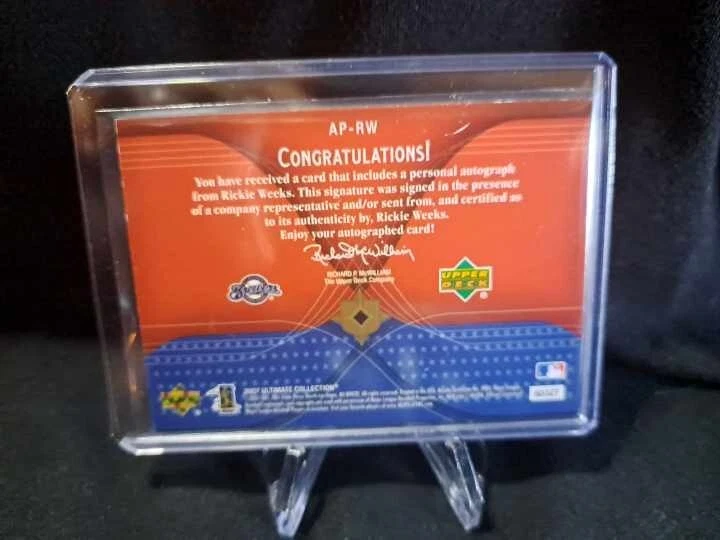 AP-RW
CONGRATULATIONS!
You have received a card that includes a personal autograph
from Rickie Weeks. This signature was signed in the presence
of a company representative and/or sent from, and certified as
to its authenticity by, Rickie Weeks.
Enjoy your autographed card!
Richard P. McWilliam
RICHARD P. McWILLIAM
The Upper Deck Company
Brewers
UPPER
DECK
2007 ULTIMATE COLLECTION